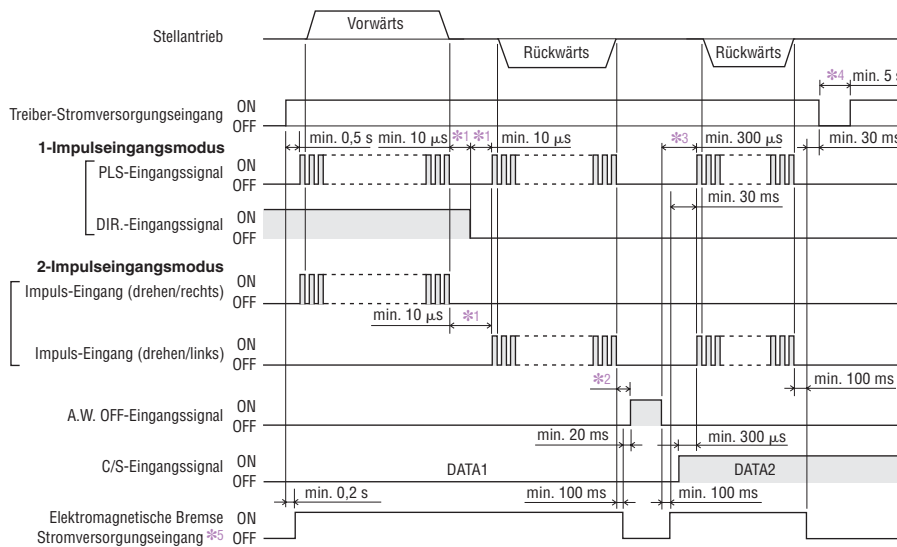 Stellantrieb
Vorwärts
Rückwärts
Rückwärts
✻4 min. 5 s
Treiber-Stromversorgungseingang ON
OFF
min. 0,5 s min. 10 µs ✻1 ✻1 min. 10 µs ✻3 min. 300 µs min. 30 ms
1-Impulseingangsmodus
PLS-Eingangssignal ON
OFF
min. 30 ms
DIR.-Eingangssignal ON
OFF
2-Impulseingangsmodus
Impuls-Eingang (drehen/rechts) ON
OFF
min. 10 µs ✻1
Impuls-Eingang (drehen/links) ON
OFF
✻2 min. 100 ms
A.W. OFF-Eingangssignal ON
OFF
min. 20 ms min. 300 µs
C/S-Eingangssignal ON
OFF
DATA1 DATA2
min. 0,2 s min. 100 ms min. 100 ms
Elektromagnetische Bremse ON
Stromversorgungseingang ✻5 OFF